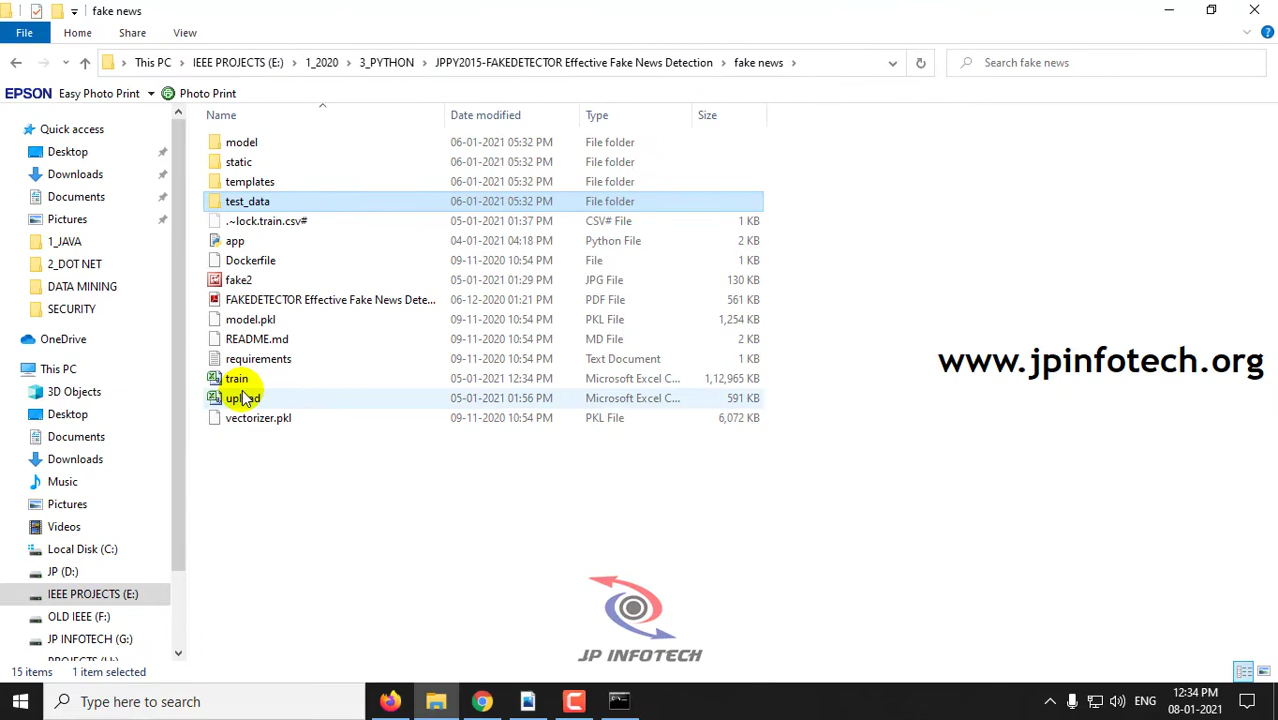 fake news
File Home Share View
This PC IEEE PROJECTS (E:) 1_2020 3_PYTHON JPPY2015-FAKEDETECTOR Effective Fake News Detection fake news Search fake news
EPSON Easy Photo Print Photo Print
Name Date modified Type Size
Quick access
Desktop
Downloads
Documents
Pictures
1_JAVA
2_DOT NET
DATA MINING
SECURITY
OneDrive
This PC
3D Objects
Desktop
Documents
Downloads
Music
Pictures
Videos
Local Disk (C:)
JP (D:)
IEEE PROJECTS (E:)
OLD IEEE (F:)
JP INFOTECH (G:)
model 06-01-2021 05:32 PM File folder
static 06-01-2021 05:32 PM File folder
templates 06-01-2021 05:32 PM File folder
test_data 06-01-2021 05:32 PM File folder
.~lock.train.csv# 05-01-2021 01:37 PM CSV# File 1 KB
app 04-01-2021 04:18 PM Python File 2 KB
Dockerfile 09-11-2020 10:54 PM File 1 KB
fake2 05-01-2021 01:29 PM JPG File 130 KB
FAKEDETECTOR Effective Fake News Dete... 06-12-2020 01:21 PM PDF File 561 KB
model.pkl 09-11-2020 10:54 PM PKL File 1,254 KB
README.md 09-11-2020 10:54 PM MD File 2 KB
requirements 09-11-2020 10:54 PM Text Document 1 KB
train 05-01-2021 12:34 PM Microsoft Excel C... 1,12,965 KB
upload 05-01-2021 01:56 PM Microsoft Excel C... 591 KB
vectorizer.pkl 09-11-2020 10:54 PM PKL File 6,072 KB
www.jpinfotech.org
JP INFOTECH
15 items 1 item selected
Type here to search
ENG
12:34 PM
08-01-2021